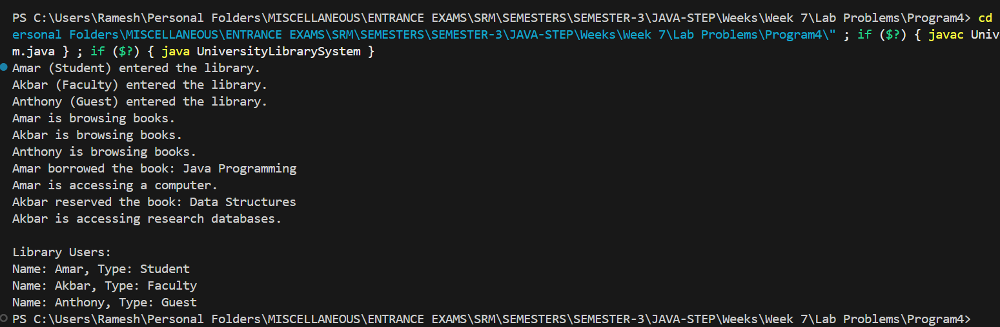 PS C:\Users\Ramesh\Personal Folders\MISCELLANEOUS\ENTRANCE EXAMS\SRM\SEMESTERS\SEMESTER-3\JAVA-STEP\Weeks\Week 7\Lab Problems\Program4> cd
ersonal Folders\MISCELLANEOUS\ENTRANCE EXAMS\SRM\SEMESTERS\SEMESTER-3\JAVA-STEP\Weeks\Week 7\Lab Problems\Program4\" ; if ($?) { javac Univ
m.java } ; if ($?) { java UniversityLibrarySystem }
Amar (Student) entered the library.
Akbar (Faculty) entered the library.
Anthony (Guest) entered the library.
Amar is browsing books.
Akbar is browsing books.
Anthony is browsing books.
Amar borrowed the book: Java Programming
Amar is accessing a computer.
Akbar reserved the book: Data Structures
Akbar is accessing research databases.
Library Users:
Name: Amar, Type: Student
Name: Akbar, Type: Faculty
Name: Anthony, Type: Guest
PS C:\Users\Ramesh\Personal Folders\MISCELLANEOUS\ENTRANCE EXAMS\SRM\SEMESTERS\SEMESTER-3\JAVA-STEP\Weeks\Week 7\Lab Problems\Program4>